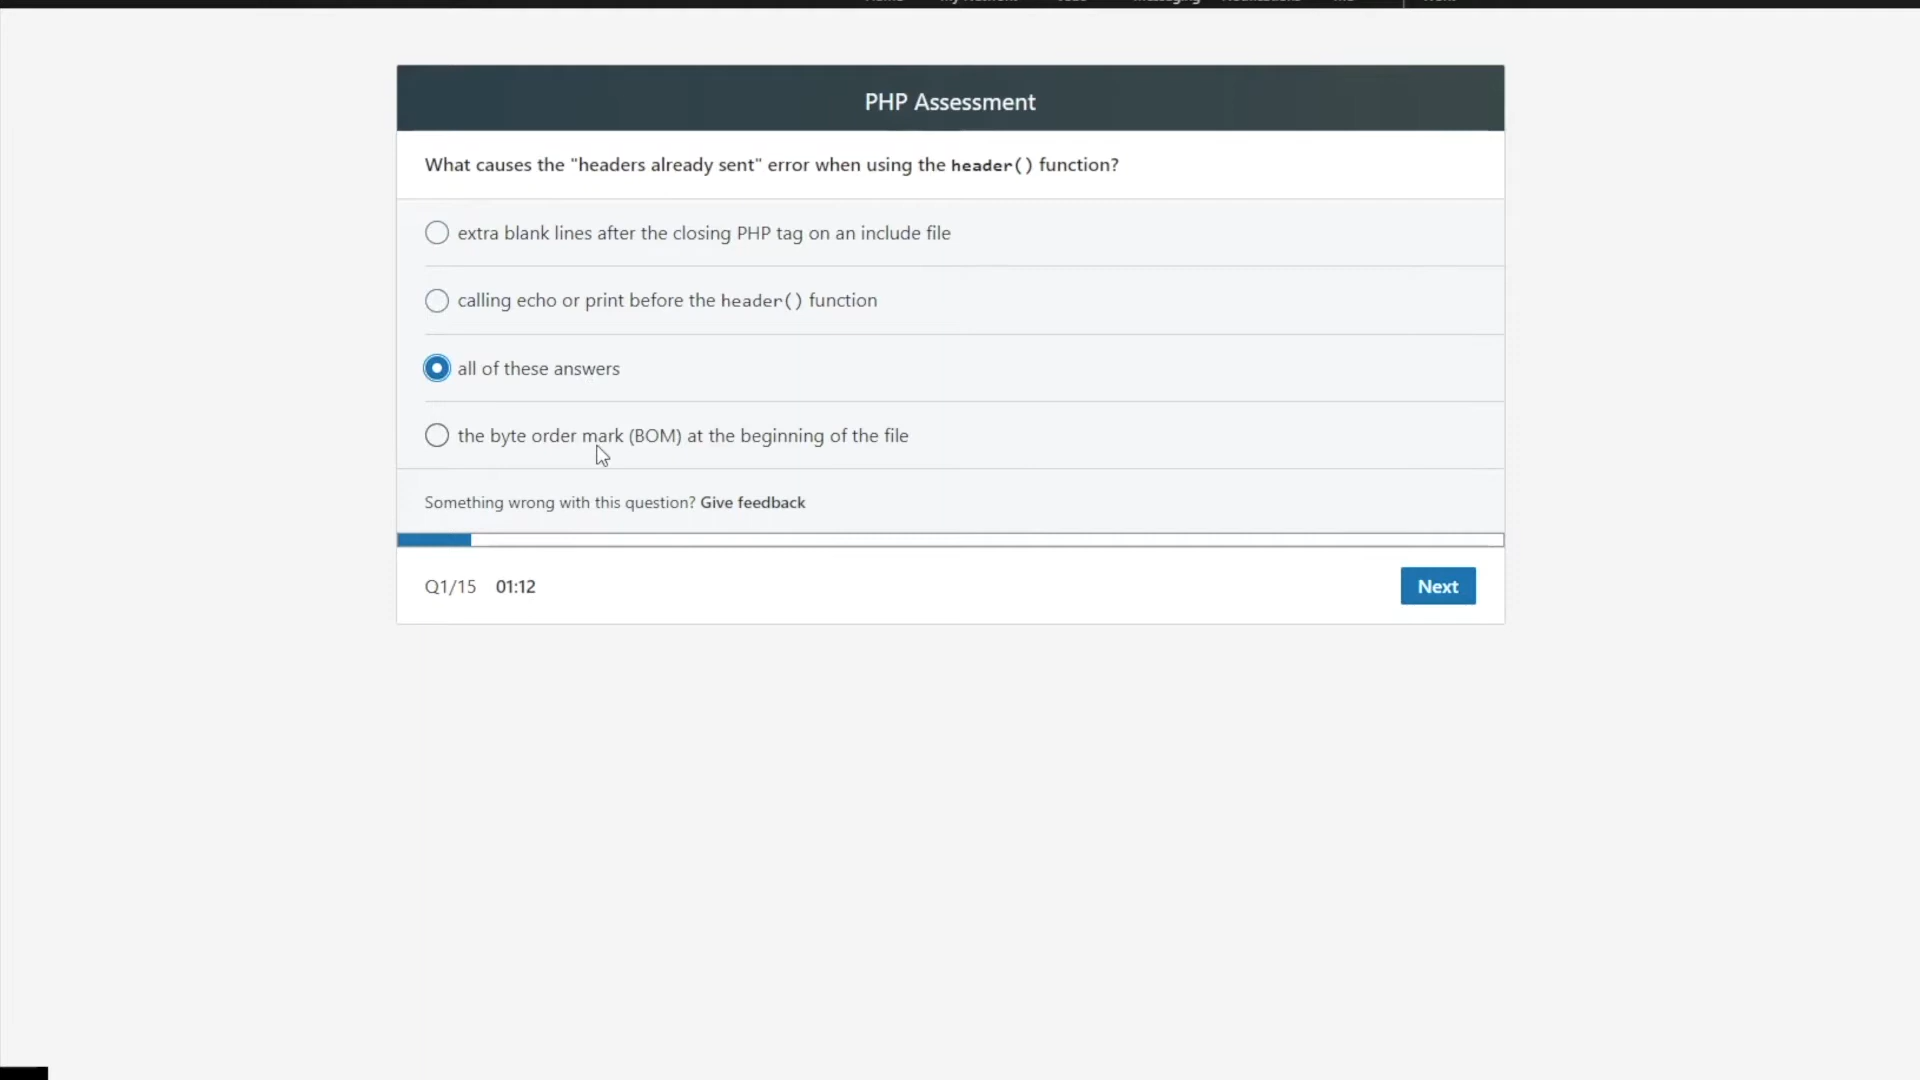 PHP Assessment
What causes the "headers already sent" error when using the header() function?
extra blank lines after the closing PHP tag on an include file
calling echo or print before the header() function
all of these answers
the byte order mark (BOM) at the beginning of the file
Something wrong with this question? Give feedback
Q1/15 01:12
Next